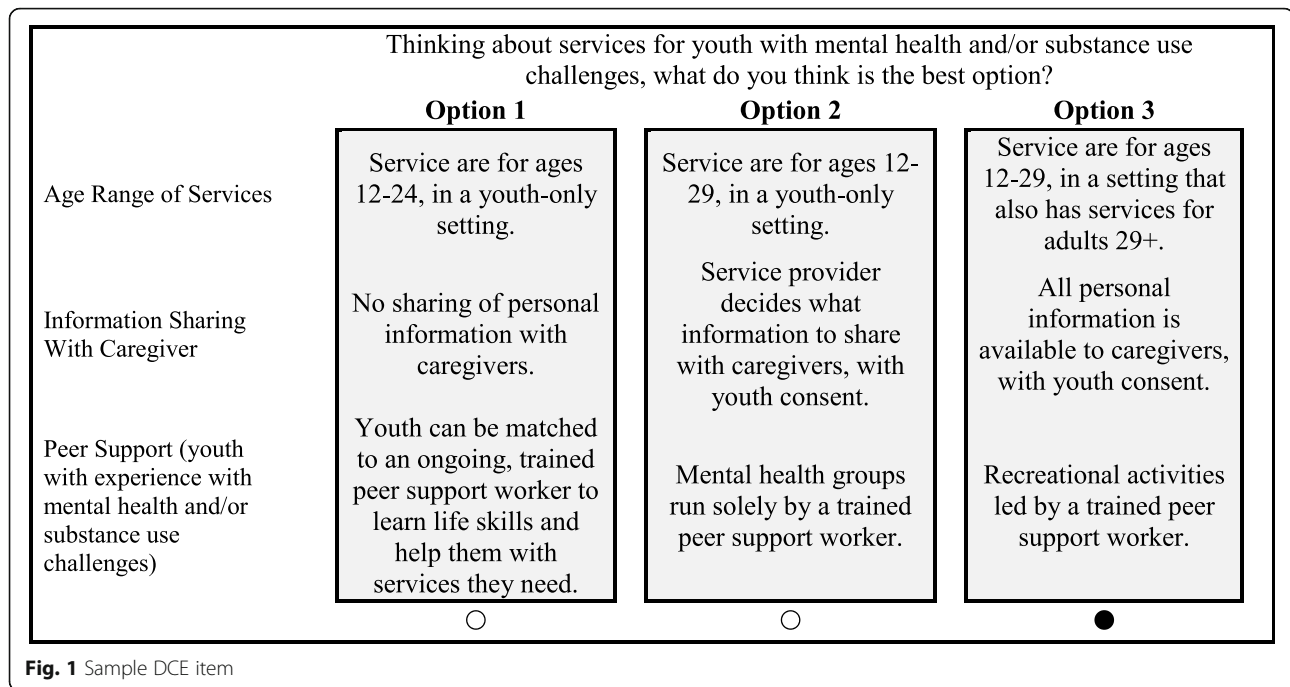 Thinking about services for youth with mental health and/or substance use
challenges, what do you think is the best option?
Option 1
Option 2
Option 3
Age Range of Services
Service are for ages
12-24, in a youth-only
setting.
Service are for ages 12-
29, in a youth-only
setting.
Service are for ages
12-29, in a setting that
also has services for
adults 29+.
Information Sharing
With Caregiver
No sharing of personal
information with
caregivers.
Service provider
decides what
information to share
with caregivers, with
youth consent.
All personal
information is
available to caregivers,
with youth consent.
Peer Support (youth
with experience with
mental health and/or
substance use
challenges)
Youth can be matched
to an ongoing, trained
peer support worker to
learn life skills and
help them with
services they need.
Mental health groups
run solely by a trained
peer support worker.
Recreational activities
led by a trained peer
support worker.
Fig. 1 Sample DCE item